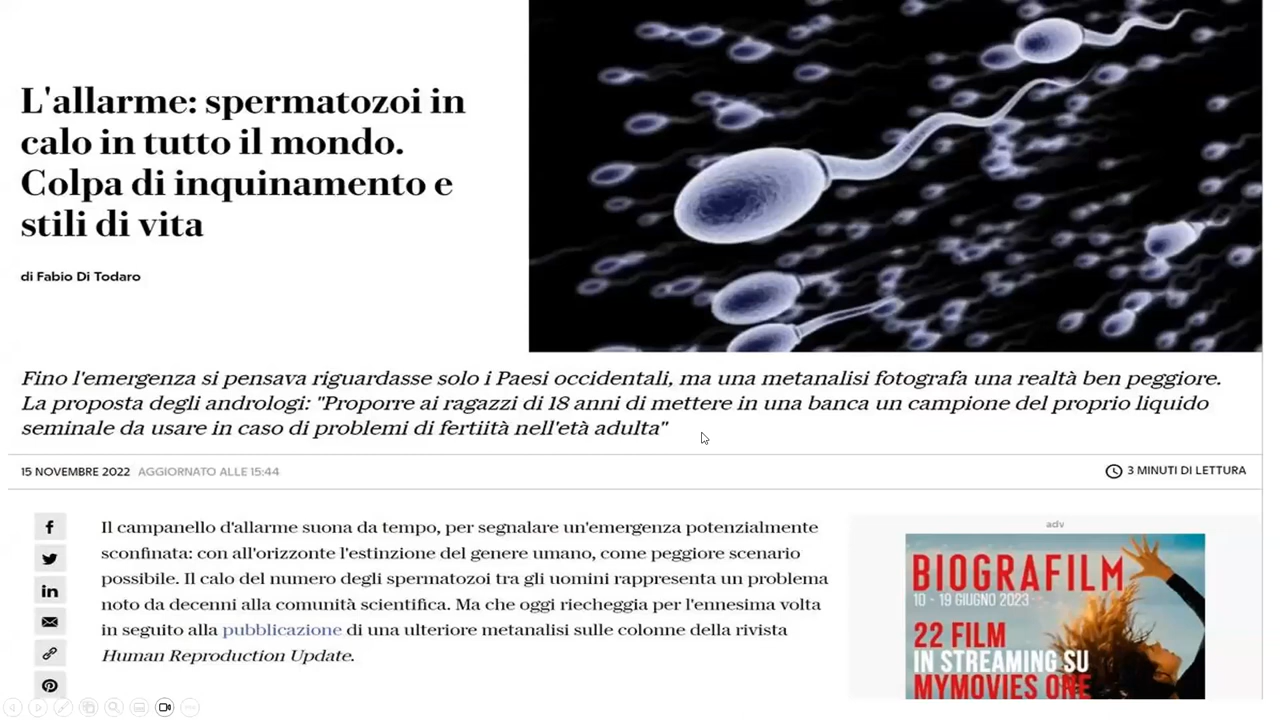 L'allarme: spermatozoi in
calo in tutto il mondo.
Colpa di inquinamento e
stili di vita
di Fabio Di Todaro
Fino l'emergenza si pensava riguardasse solo i Paesi occidentali, ma una metanalisi fotografa una realtà ben peggiore.
La proposta degli andrologi: "Proporre ai ragazzi di 18 anni di mettere in una banca un campione del proprio liquido
seminale da usare in caso di problemi di fertiità nell'età adulta"
15 NOVEMBRE 2022 AGGIORNATO ALLE 15:44
3 MINUTI DI LETTURA
Il campanello d'allarme suona da tempo, per segnalare un'emergenza potenzialmente
sconfinata: con all'orizzonte l'estinzione del genere umano, come peggiore scenario
possibile. Il calo del numero degli spermatozoi tra gli uomini rappresenta un problema
noto da decenni alla comunità scientifica. Ma che oggi riecheggia per l'ennesima volta
in seguito alla pubblicazione di una ulteriore metanalisi sulle colonne della rivista
Human Reproduction Update.
adv
BIOGRAFILM
10 - 19 GIUGNO 2023
22 FILM
IN STREAMING SU
MYMOVIES ONE